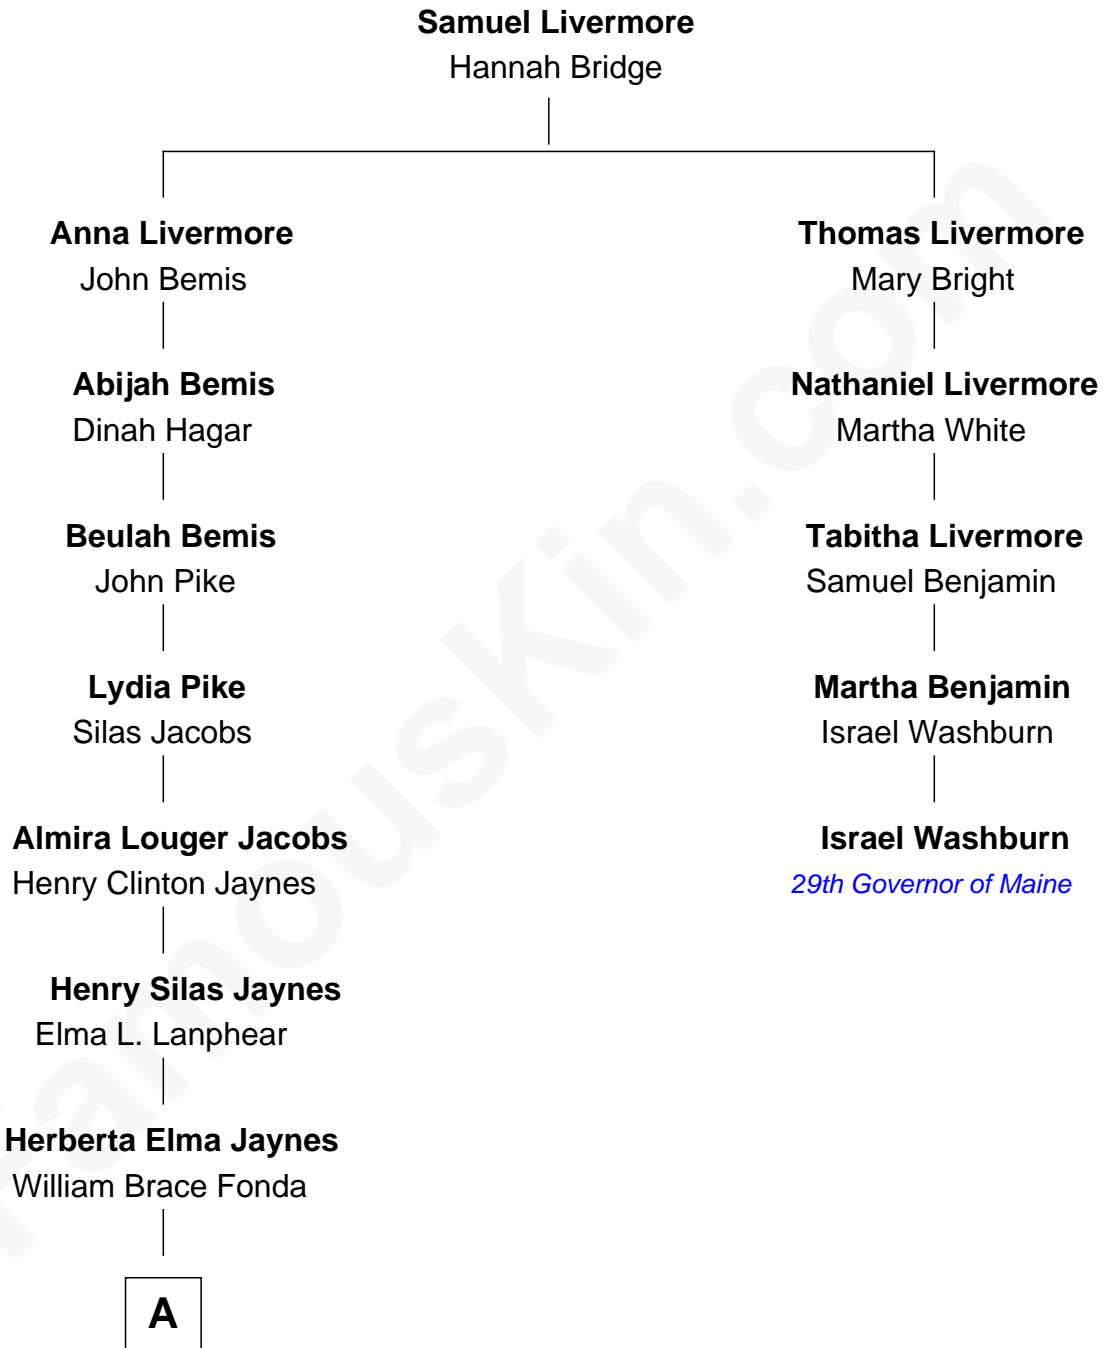 Samuel Livermore
Hannah Bridge
Anna Livermore
John Bemis
Thomas Livermore
Mary Bright
Abijah Bemis
Dinah Hagar
Nathaniel Livermore
Martha White
Beulah Bemis
John Pike
Tabitha Livermore
Samuel Benjamin
Lydia Pike
Silas Jacobs
Martha Benjamin
Israel Washburn
Almira Louger Jacobs
Henry Clinton Jaynes
Israel Washburn
29th Governor of Maine
Henry Silas Jaynes
Elma L. Lanphear
Herberta Elma Jaynes
William Brace Fonda
A
FamousKin.com